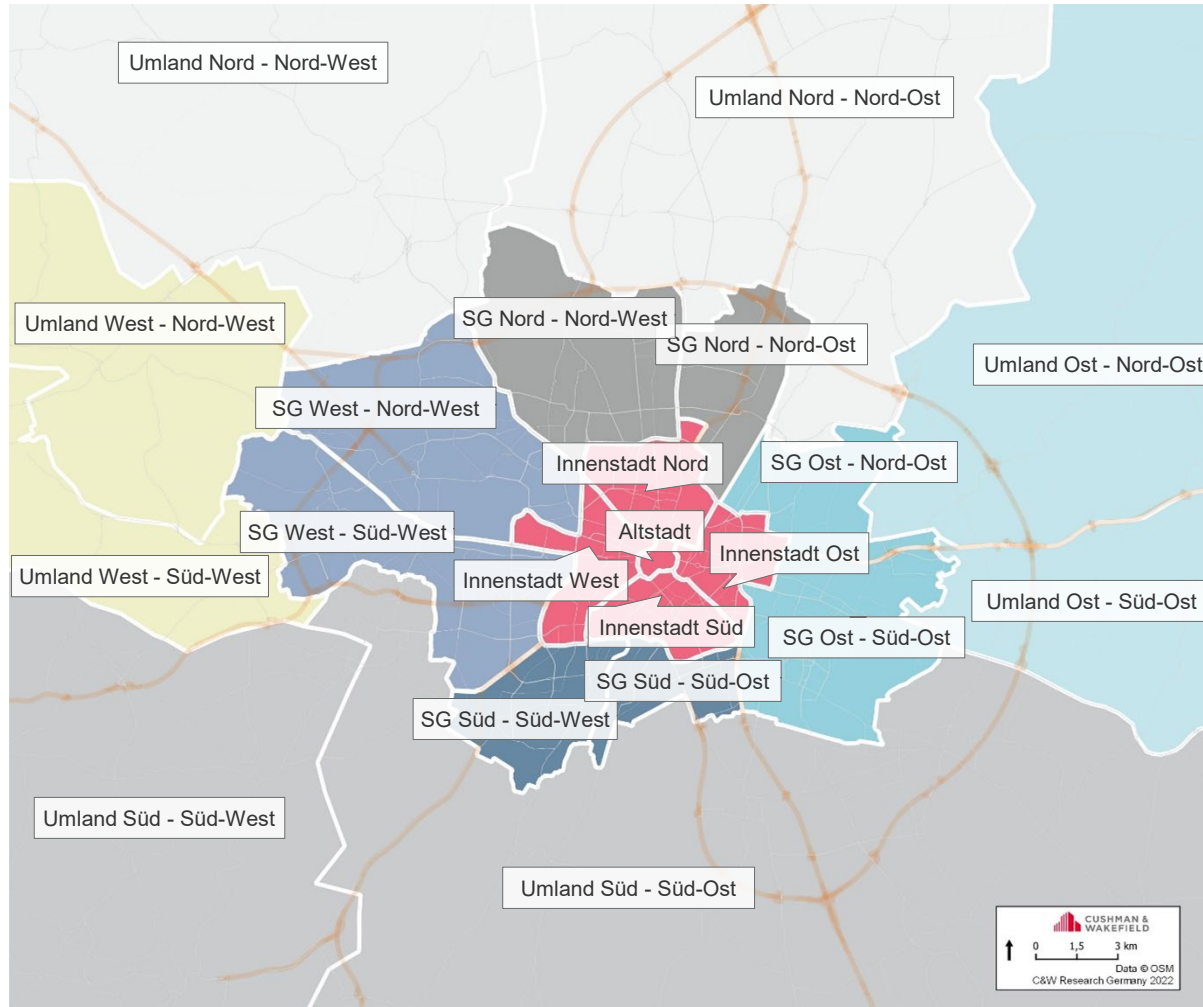 Umland Nord - Nord-West
Umland Nord - Nord-Ost
Umland West - Nord-West
SG Nord - Nord-West
SG Nord - Nord-Ost
Umland Ost - Nord-Ost
SG West - Nord-West
Innenstadt Nord
SG Ost - Nord-Ost
SG West - Süd-West
Altstadt
Innenstadt Ost
Umland West - Süd-West
Innenstadt West
Umland Ost - Süd-Ost
Innenstadt Süd
SG Ost - Süd-Ost
SG Süd - Süd-Ost
SG Süd - Süd-West
Umland Süd - Süd-West
Umland Süd - Süd-Ost
CUSHMAN &
WAKEFIELD
0 1,5 3 km
Data © OSM
C&W Research Germany 2022